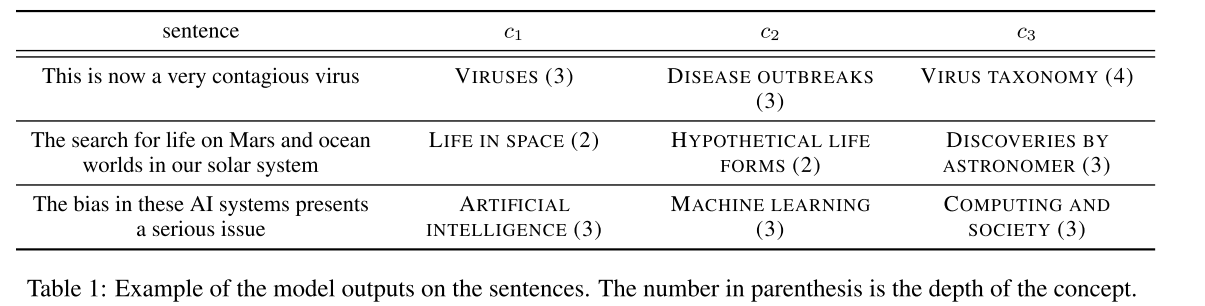 sentence c1 c2 c3
This is now a very contagious virus VIRUSES (3) DISEASE OUTBREAKS VIRUS TAXONOMY (4)
(3)
The search for life on Mars and ocean LIFE IN SPACE (2) HYPOTHETICAL LIFE DISCOVERIES BY
worlds in our solar system FORMS (2) ASTRONOMER (3)
The bias in these AI systems presents ARTIFICIAL MACHINE LEARNING COMPUTING AND
a serious issue INTELLIGENCE (3) (3) SOCIETY (3)
Table 1: Example of the model outputs on the sentences. The number in parenthesis is the depth of the concept.